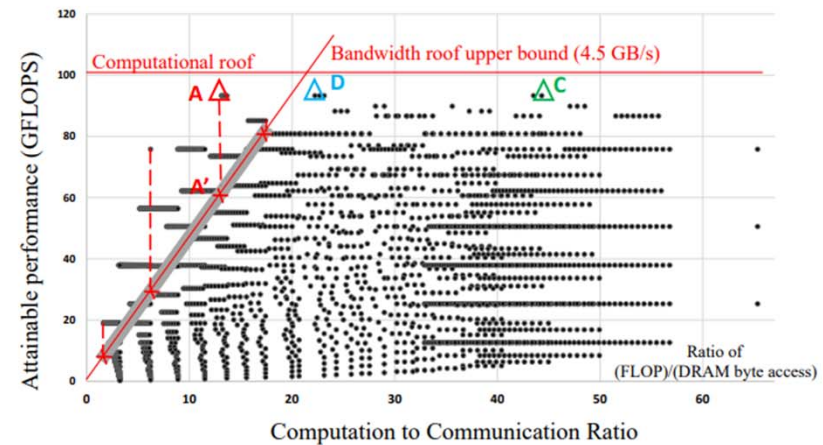 120
100
80
60
40
20
0
Attainable performance (GFLOPS)
Computational roof
Bandwidth roof upper bound (4.5 GB/s)
A
D
C
A'
Ratio of
(FLOP)/(DRAM byte access)
0 10 20 30 40 50 60
Computation to Communication Ratio